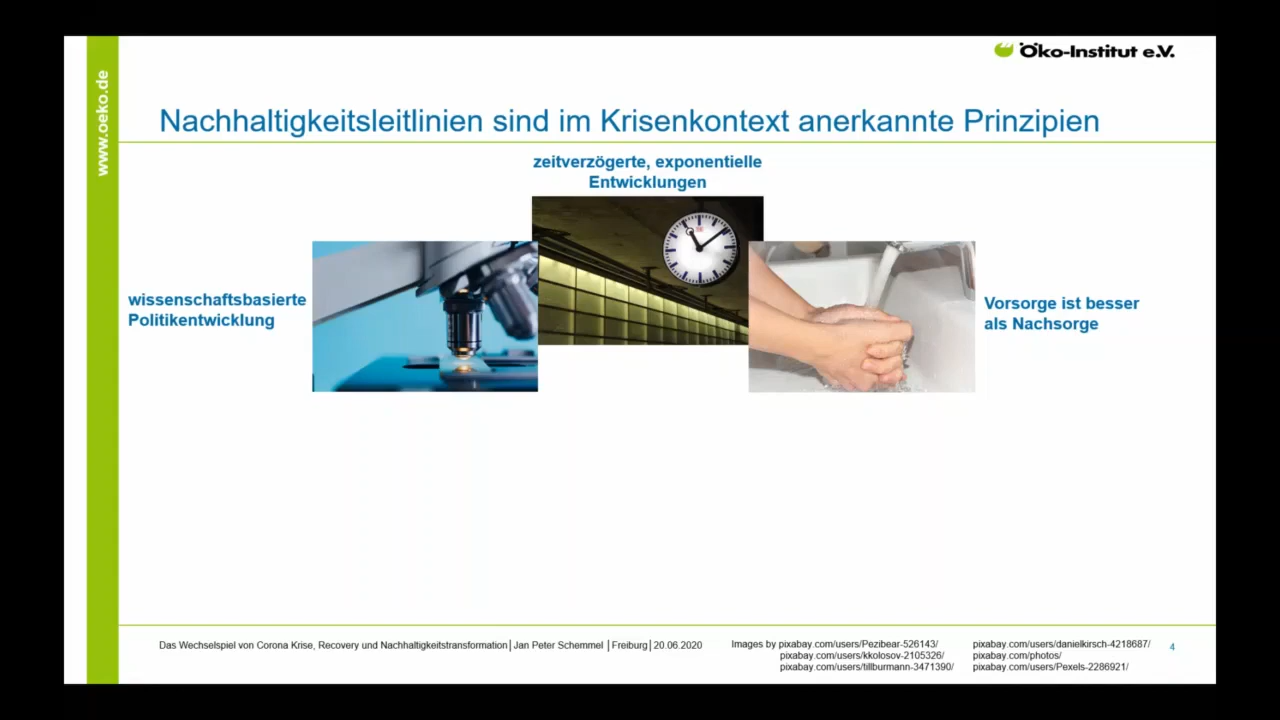 www.oeko.de
Öko-Institut e.V.
Nachhaltigkeitsleitlinien sind im Krisenkontext anerkannte Prinzipien
zeitverzögerte, exponentielle
Entwicklungen
wissenschaftsbasierte
Politikentwicklung
Vorsorge ist besser
als Nachsorge
Das Wechselspiel von Corona Krise, Recovery und Nachhaltigkeitstransformation | Jan Peter Schemmel | Freiburg | 20.06.2020
Images by pixabay.com/users/Pezibear-526143/
pixabay.com/users/kkolosov-2105326/
pixabay.com/users/tillburmann-3471390/
pixabay.com/users/danielkirsch-4218687/
pixabay.com/photos/
pixabay.com/users/Pexels-2286921/
4